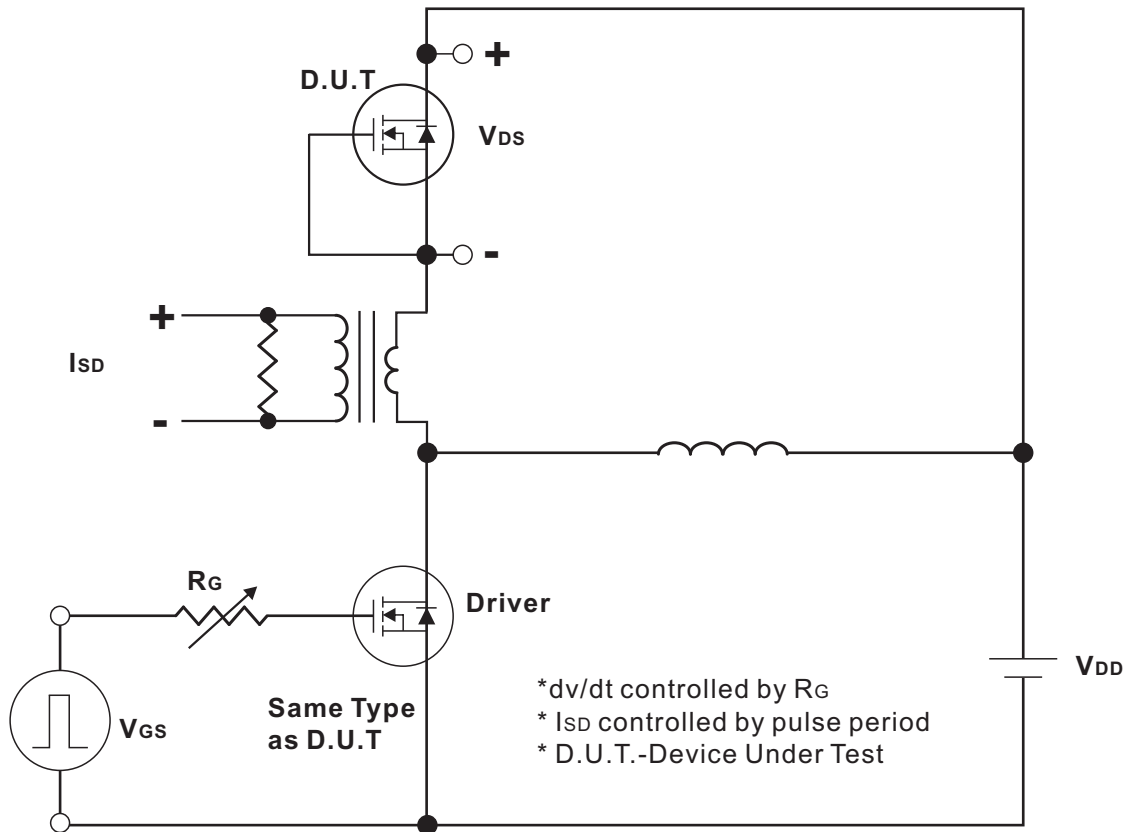 +
D.U.T
VDS
-
+
ISD
-
RG
Driver
VDD
VGS
Same Type
as D.U.T
*dv/dt controlled by RG
* ISD controlled by pulse period
* D.U.T.-Device Under Test